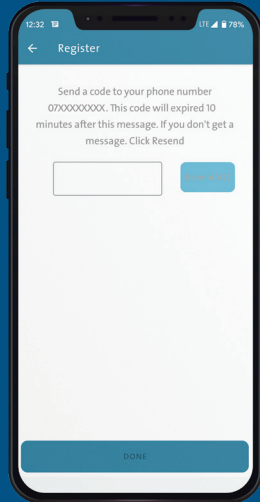 12:32 LTE 78%
← Register
Send a code to your phone number
07XXXXXXXX. This code will expired 10
minutes after this message. If you don't get a
message. Click Resend
DONE